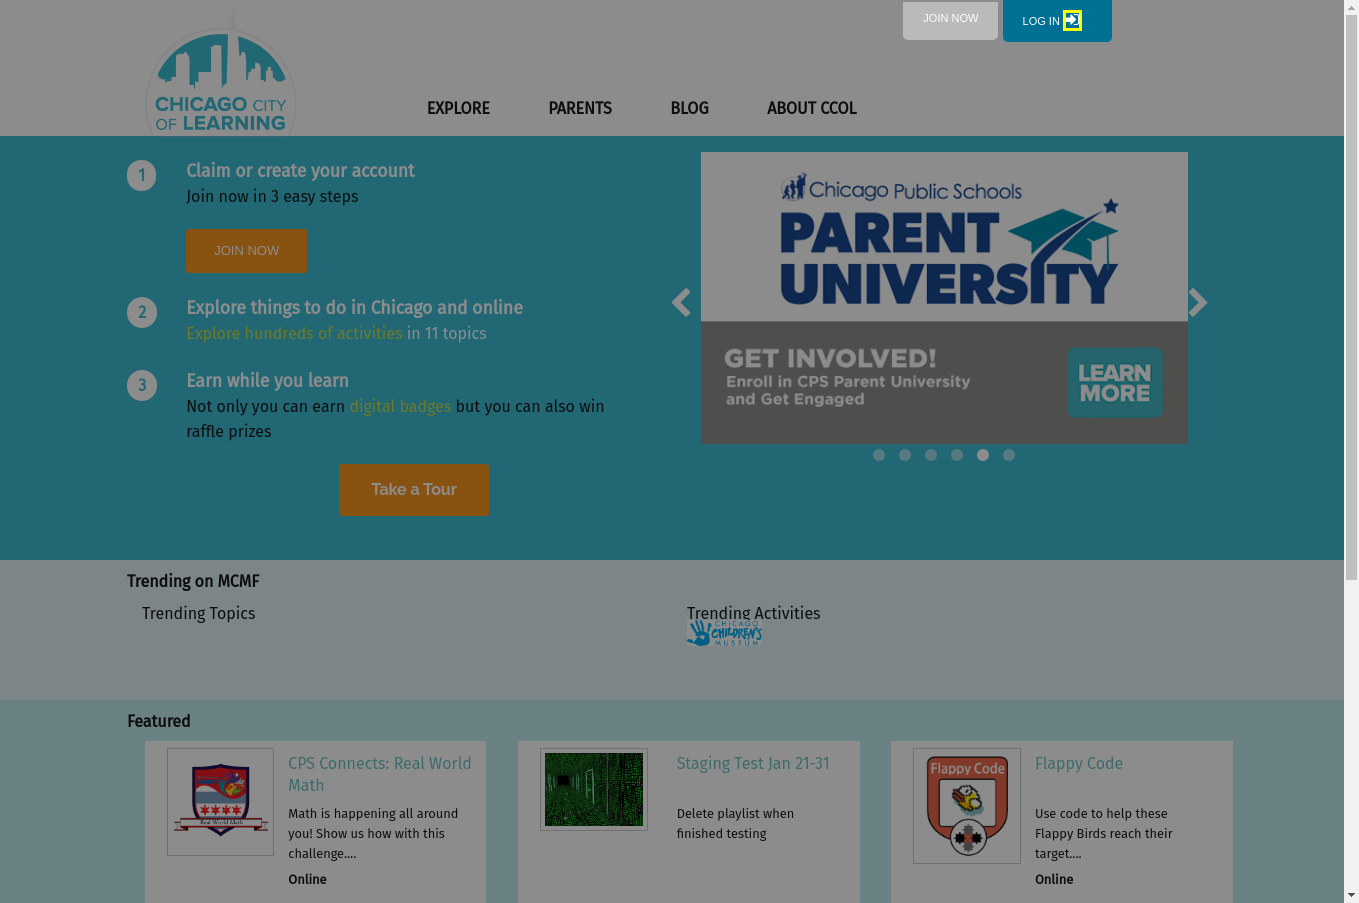 JOIN NOW
LOG IN
CHICAGO CITY
OF LEARNING
EXPLORE
PARENTS
BLOG
ABOUT CCOL
1
Claim or create your account
Join now in 3 easy steps
JOIN NOW
2
Explore things to do in Chicago and online
Explore hundreds of activities in 11 topics
3
Earn while you learn
Not only you can earn digital badges but you can also win
raffle prizes
Take a Tour
Chicago Public Schools
PARENT
UNIVERSITY
GET INVOLVED!
Enroll in CPS Parent University
and Get Engaged
LEARN
MORE
Trending on MCMF
Trending Topics
Trending Activities
CHICAGO
CHILDREN'S
MUSEUM
Featured
Real World Math
CPS Connects: Real World
Math
Math is happening all around
you! Show us how with this
challenge....
Online
Staging Test Jan 21-31
Delete playlist when
finished testing
Flappy Code
Flappy Code
Use code to help these
Flappy Birds reach their
target....
Online